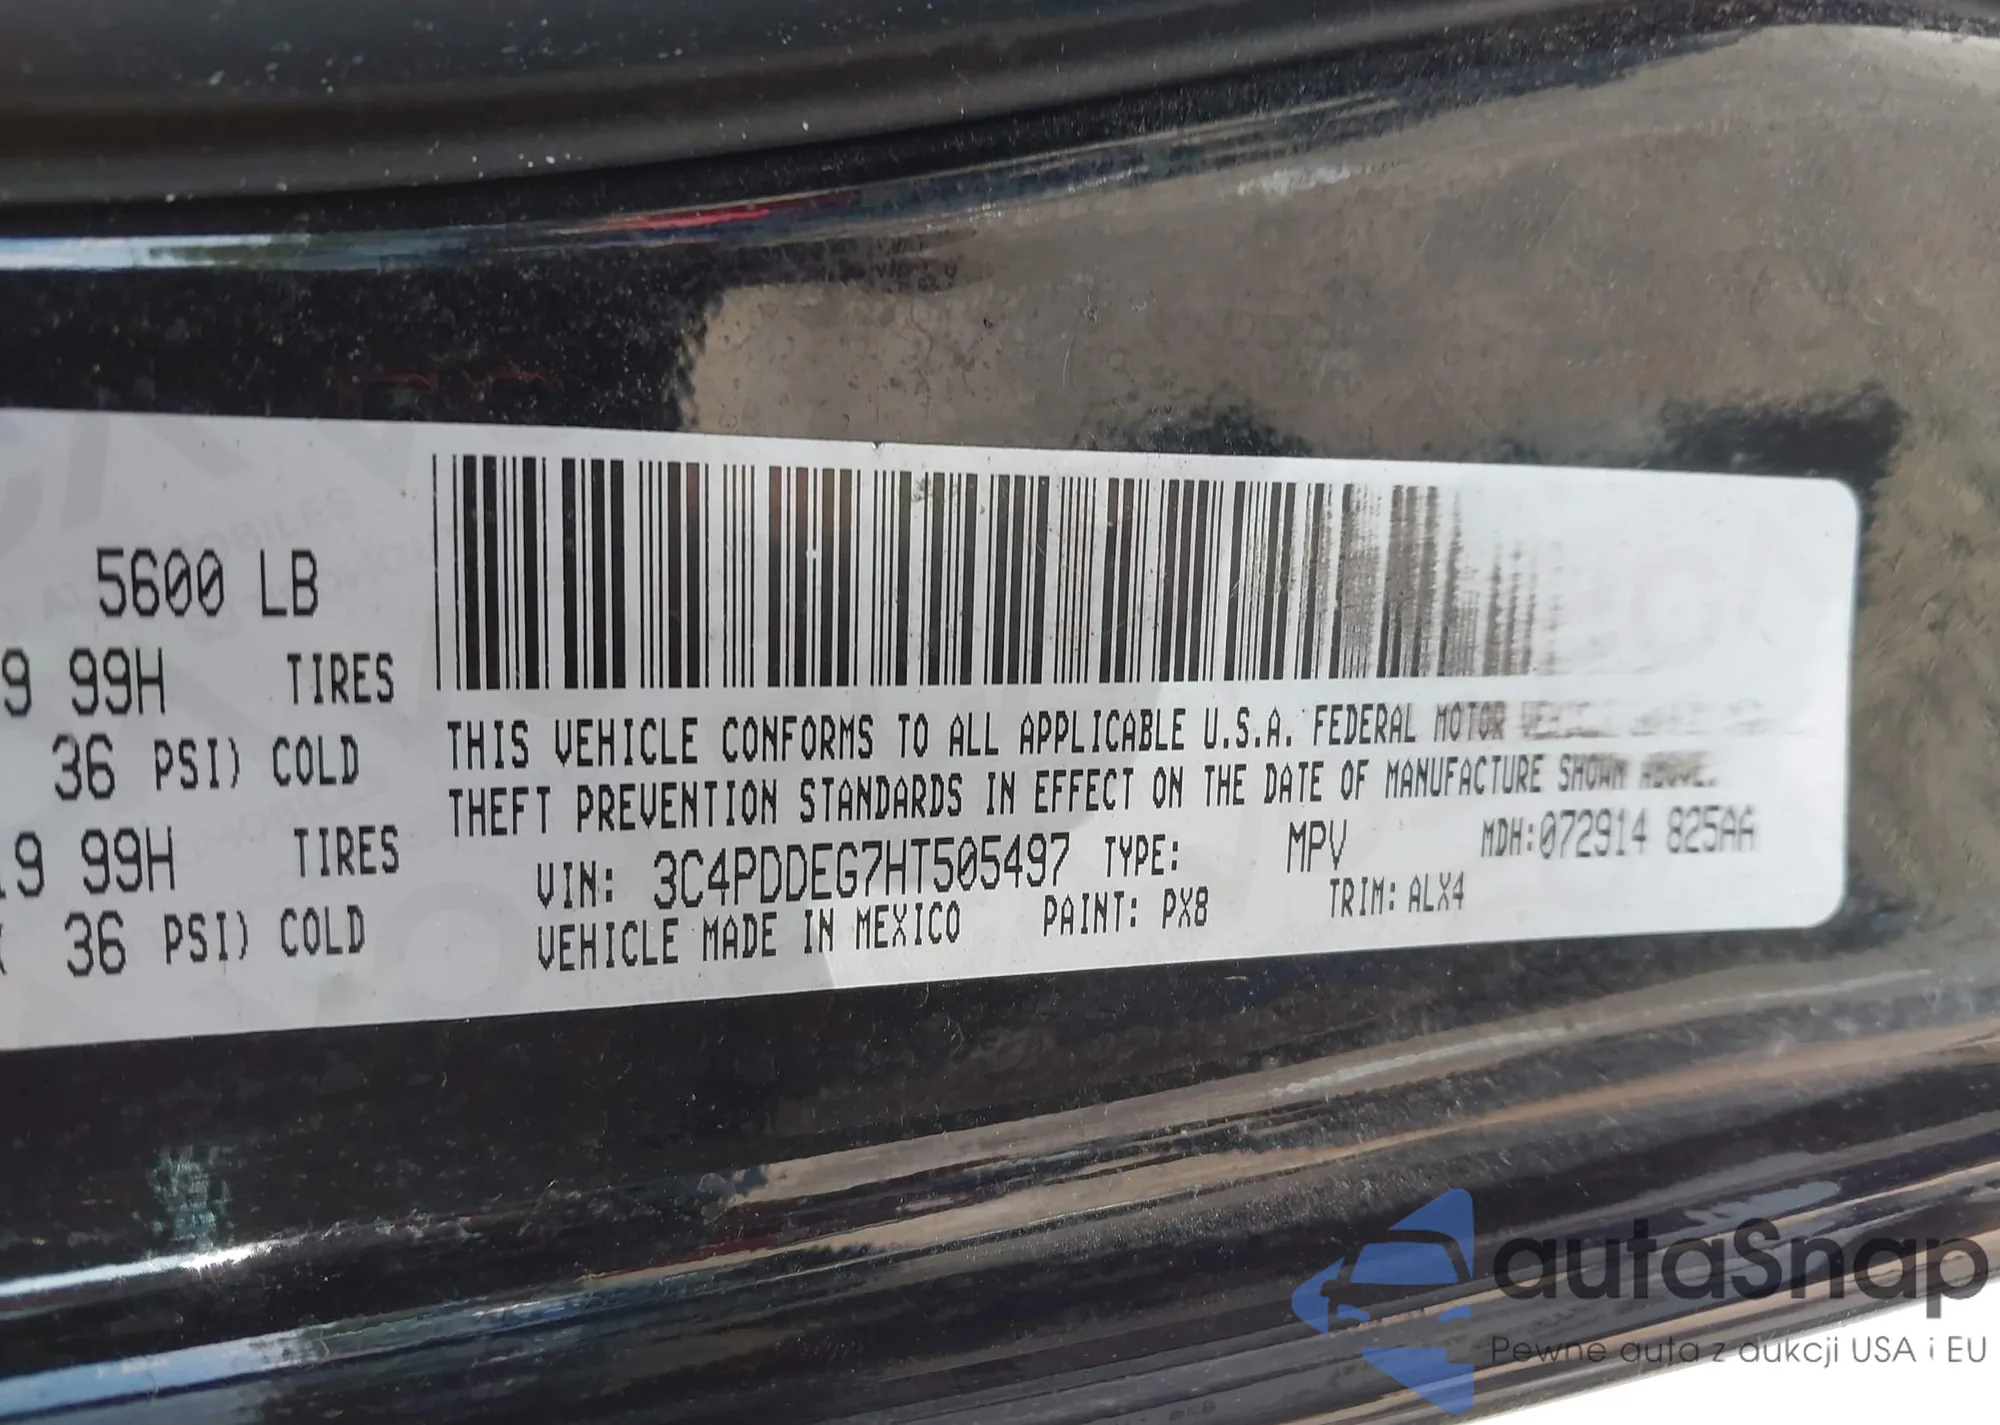 5600 LB
9 99H TIRES
36 PSI) COLD
19 99H TIRES
36 PSI) COLD
THIS VEHICLE CONFORMS TO ALL APPLICABLE U.S.A. FEDERAL MOTOR
THEFT PREVENTION STANDARDS IN EFFECT ON THE DATE OF MANUFACTURE SHOWN ABOVE.
VIN: 3C4PDDEG7HT505497 TYPE: MPV MDH:072914 825AA
VEHICLE MADE IN MEXICO PAINT: PX8 TRIM: ALX4
autaSnap
Pewne auta z aukcji USA i EU